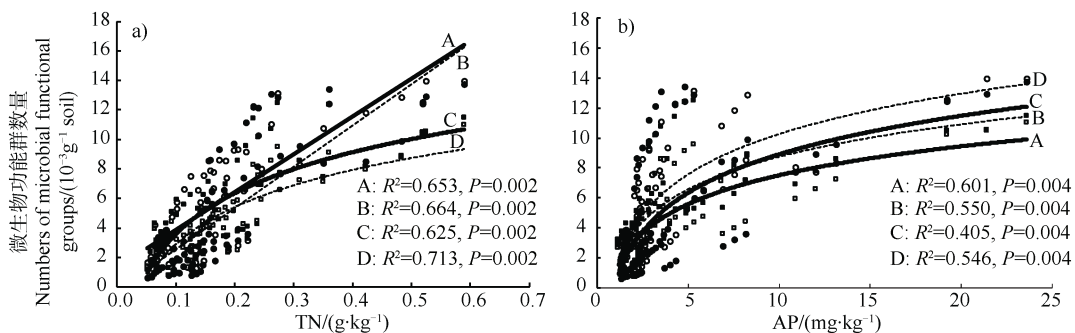 微生物功能群数量
Numbers of microbial functional
groups/(10⁻³g⁻¹ soil)
a)
18
16
14
12
10
8
6
4
2
0
0.0 0.1 0.2 0.3 0.4 0.5 0.6 0.7
TN/(g·kg⁻¹)
A
B
C
D
A: R²=0.653, P=0.002
B: R²=0.664, P=0.002
C: R²=0.625, P=0.002
D: R²=0.713, P=0.002
b)
18
16
14
12
10
8
6
4
2
0
0 5 10 15 20 25
AP/(mg·kg⁻¹)
D
C
B
A
A: R²=0.601, P=0.004
B: R²=0.550, P=0.004
C: R²=0.405, P=0.004
D: R²=0.546, P=0.004